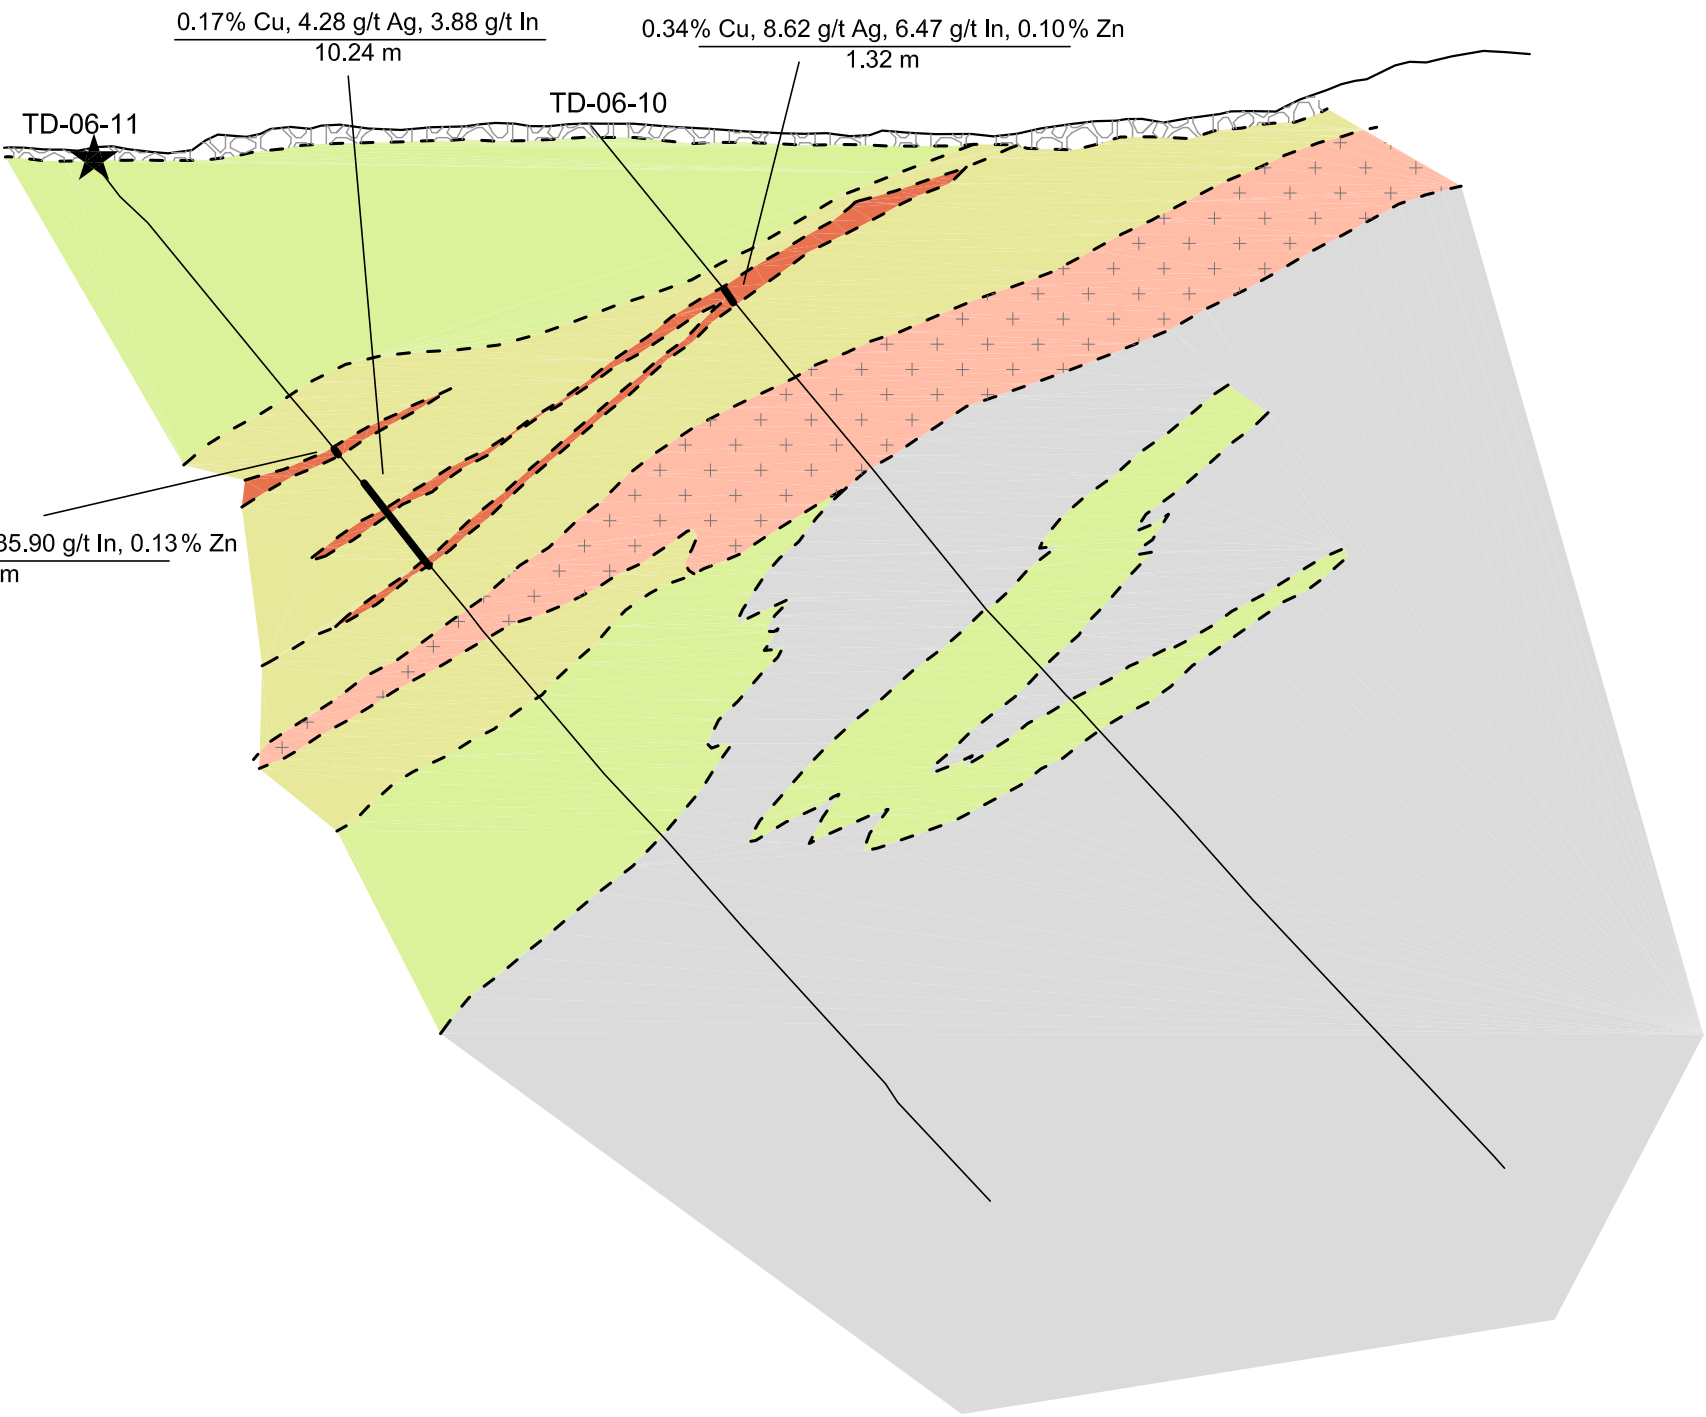 0.17% Cu, 4.28 g/t Ag, 3.88 g/t In
10.24 m
0.34% Cu, 8.62 g/t Ag, 6.47 g/t In, 0.10% Zn
1.32 m
TD-06-11
TD-06-10
35.90 g/t In, 0.13% Zn
m